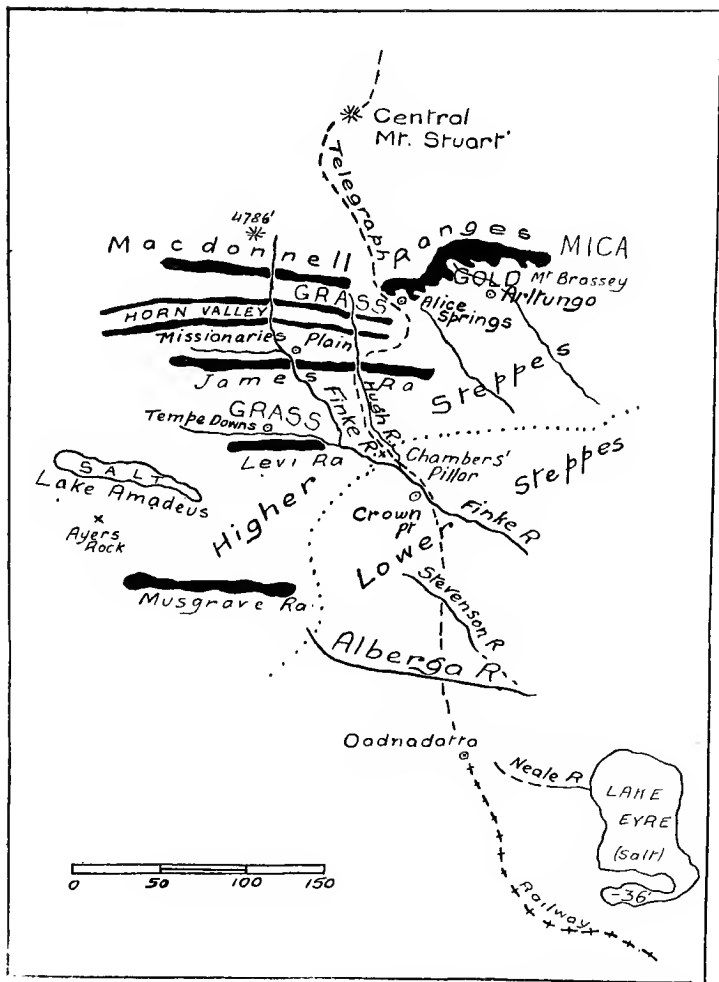 Central
Mt. Stuart'
Telegraph
4786'
Macdonnell Ranges
MICA
GOLD
Mt Brassey
Arltunga
GRASS
Alice
Springs
HORN VALLEY
Missionaries Plain
Steppes
James Ra
Hugh R.
Finke R.
GRASS
Tempe Downs
Levi Ra
Chambers'
Pillar
Steppes
SALT
Lake Amadeus
Higher
Ayers
Rock
Crown
pt
Finke R
Lower
Musgrave Ra
Stevenson R
Alberga R
Oadnadatta
Neale R
LAKE
EYRE
(Salt)
-36'
Railway
0 50 100 150